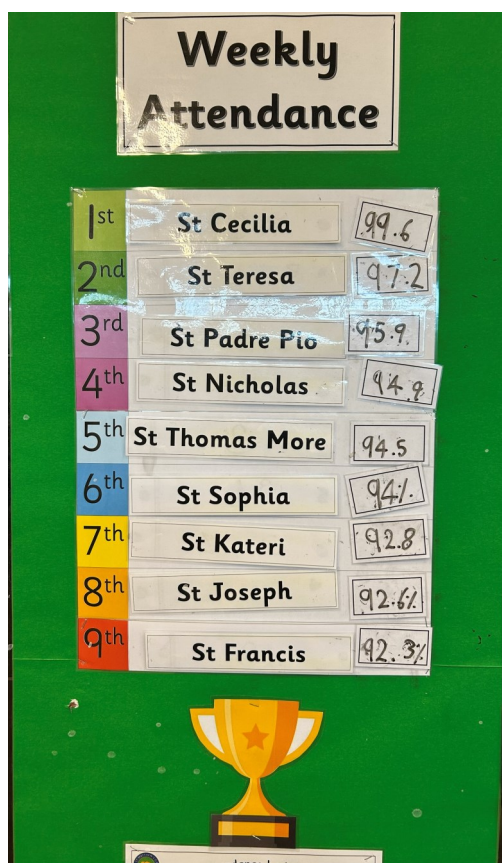 Weekly
Attendance
1st St Cecilia 99.6
2nd St Teresa 97.2
3rd St Padre Pio 95.9
4th St Nicholas 94.9
5th St Thomas More 94.5
6th St Sophia 94%
7th St Kateri 92.8
8th St Joseph 92.6%
9th St Francis 92.3%